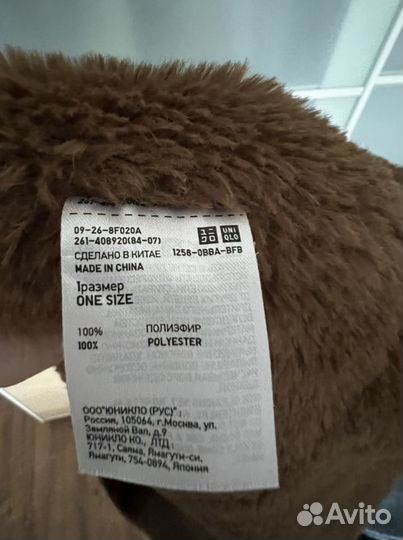 09-26-8F020A
261-408920(84-07)
UNI
QLO
СДЕЛАНО В КИТАЕ 1258-0BBA-BFB
MADE IN CHINA
1размер
ONE SIZE
100% ПОЛИЭФИР
100% POLYESTER
ООО"ЮНИКЛО (РУС)"
Россия, 105064, г.Москва, ул.
Земляной Вал, д.9
ЮНИКЛО КО., ЛТД.
717-1, Саяма, Ямагути-си,
Ямагути, 754-0894, Япония
Avito